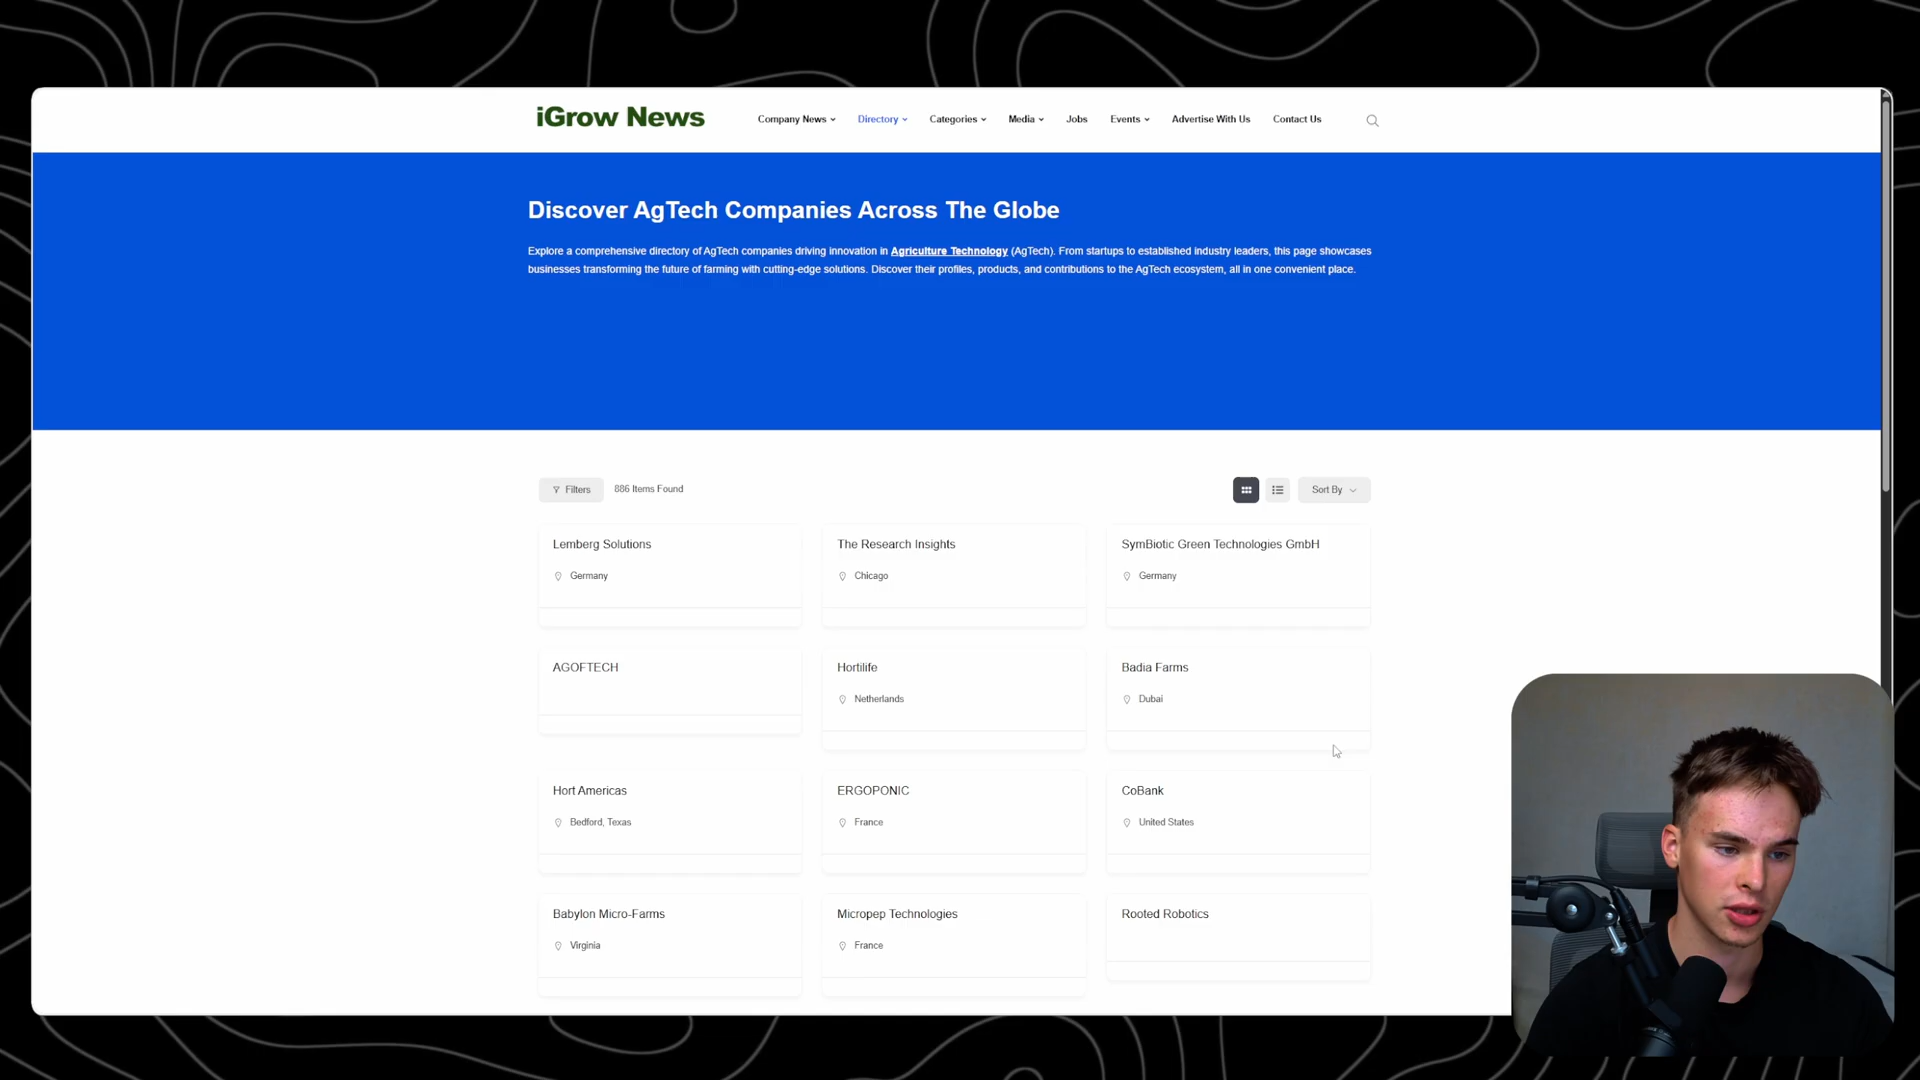 iGrow News
Company News
Directory
Categories
Media
Jobs
Events
Advertise With Us
Contact Us
Discover AgTech Companies Across The Globe
Explore a comprehensive directory of AgTech companies driving innovation in Agriculture Technology (AgTech). From startups to established industry leaders, this page showcases
businesses transforming the future of farming with cutting-edge solutions. Discover their profiles, products, and contributions to the AgTech ecosystem, all in one convenient place.
Filters
886 Items Found
Sort By
Lemberg Solutions
Germany
The Research Insights
Chicago
SymBiotic Green Technologies GmbH
Germany
AGOFTECH
Hortilife
Netherlands
Badia Farms
Dubai
Hort Americas
Bedford, Texas
ERGOPONIC
France
CoBank
United States
Babylon Micro-Farms
Virginia
Micropep Technologies
France
Rooted Robotics